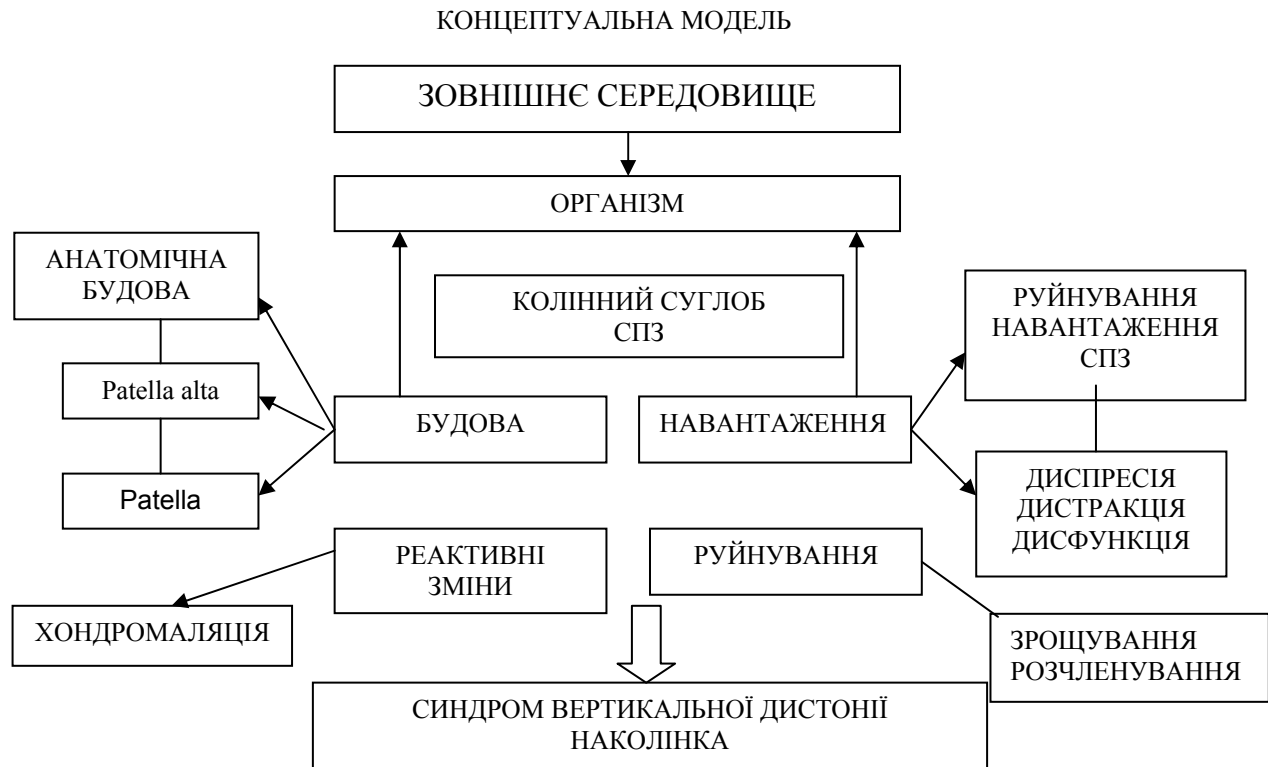 КОНЦЕПТУАЛЬНА МОДЕЛЬ
ЗОВНІШНЄ СЕРЕДОВИЩЕ
ОРГАНІЗМ
АНАТОМІЧНА
БУДОВА
КОЛІННИЙ СУГЛОБ
СПЗ
РУЙНУВАННЯ
НАВАНТАЖЕННЯ
СПЗ
Patella alta
БУДОВА
НАВАНТАЖЕННЯ
Patella
ДИСПРЕСІЯ
ДИСТРАКЦІЯ
ДИСФУНКЦІЯ
РЕАКТИВНІ
ЗМІНИ
РУЙНУВАННЯ
ХОНДРОМАЛЯЦІЯ
ЗРОЩУВАННЯ
РОЗЧЛЕНУВАННЯ
СИНДРОМ ВЕРТИКАЛЬНОЇ ДИСТОНІЇ
НАКОЛІНКА